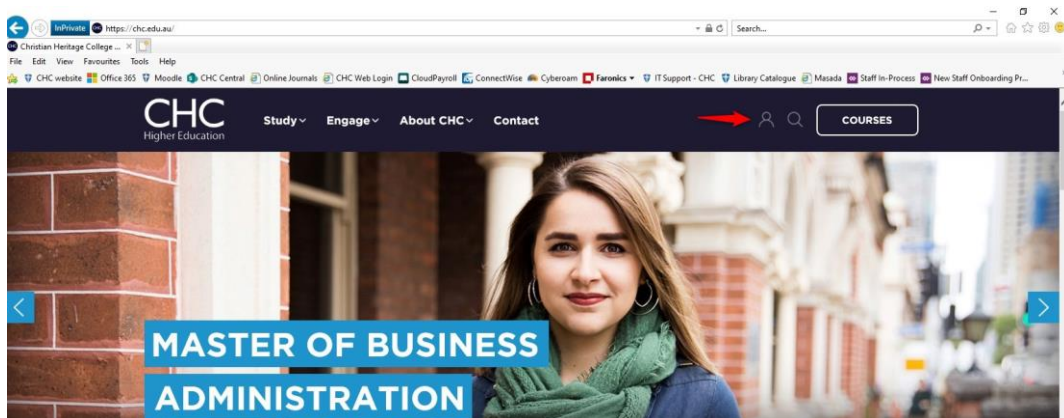 InPrivate https://chc.edu.au/ Search...
Christian Heritage College ...
File Edit View Favourites Tools Help
CHC website Office 365 Moodle CHC Central Online Journals CHC Web Login CloudPayroll ConnectWise Cyberoam Faronics IT Support - CHC Library Catalogue Masada Staff In-Process New Staff Onboarding Pr...
CHC
Higher Education
Study Engage About CHC Contact COURSES
MASTER OF BUSINESS
ADMINISTRATION